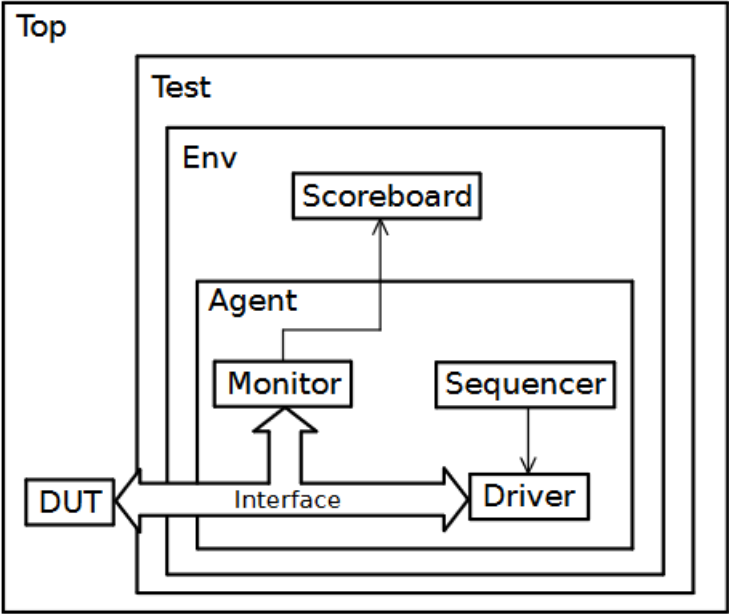 Top
Test
Env
Scoreboard
Agent
Monitor
Sequencer
DUT
Interface
Driver